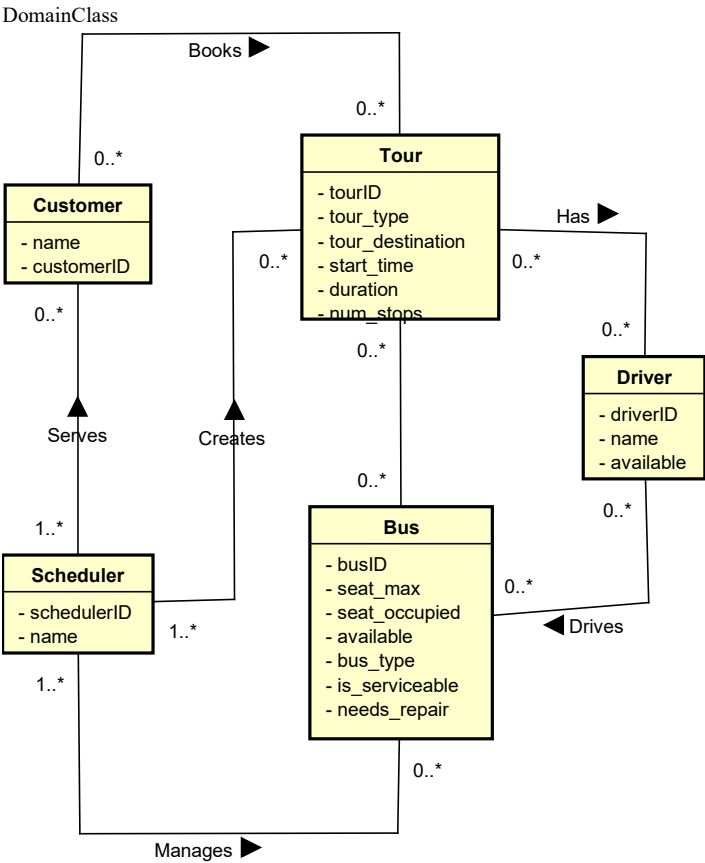 DomainClass
Books
0..*
0..*
Tour
- tourID
- tour_type
- tour_destination
- start_time
- duration
- num_stops
Customer
- name
- customerID
Has
0..*
0..*
0..*
0..*
0..*
Driver
- driverID
- name
- available
Serves
Creates
0..*
0..*
1..*
Bus
- busID
- seat_max
- seat_occupied
- available
- bus_type
- is_serviceable
- needs_repair
Scheduler
- schedulerID
- name
0..*
Drives
1..*
1..*
0..*
Manages